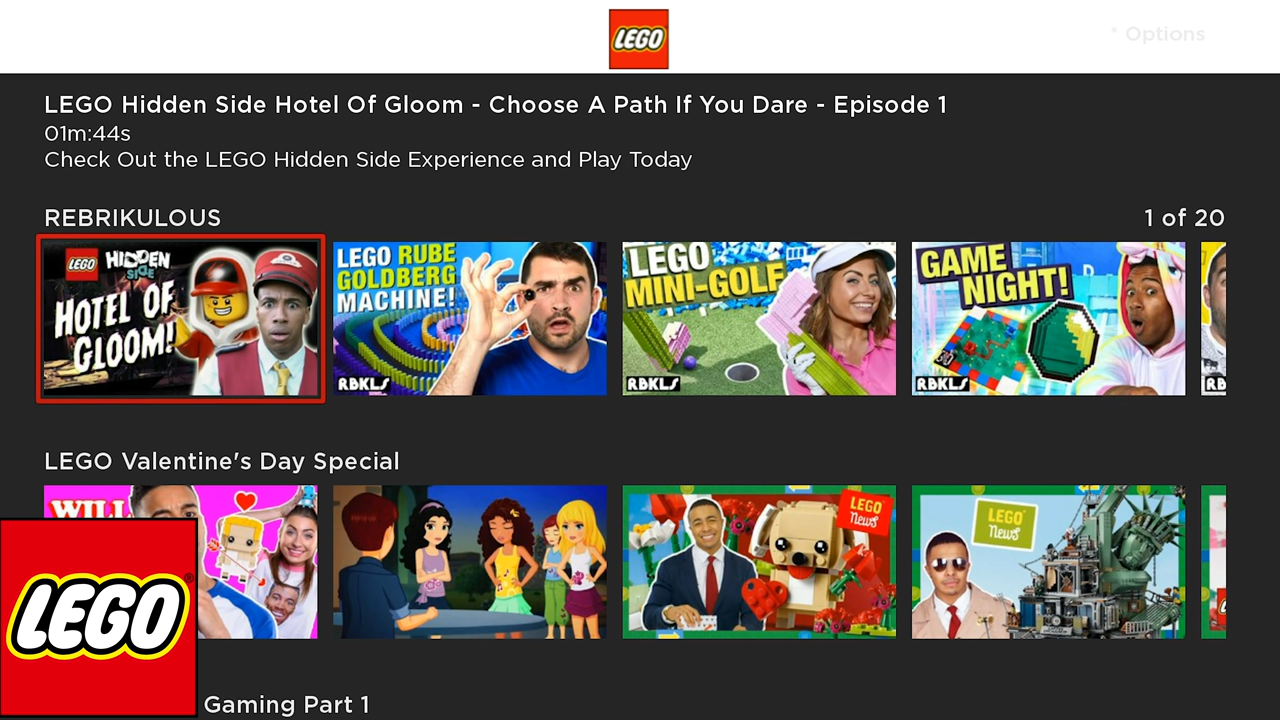 LEGO
* Options
LEGO Hidden Side Hotel Of Gloom - Choose A Path If You Dare - Episode 1
01m:44s
Check Out the LEGO Hidden Side Experience and Play Today
REBRIKULOUS
1 of 20
LEGO HIDDEN SIDE
HOTEL OF GLOOM!
LEGO RUBE
GOLDBERG
MACHINE!
RBKLS
LEGO
MINI-GOLF
RBKLS
GAME
NIGHT!
RBKLS
RB
LEGO Valentine's Day Special
WILL
LEGO
News
LEGO
News
LEGO®
Gaming Part 1